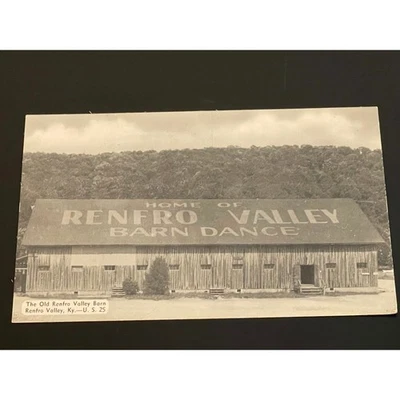 HOME OF
RENFRO VALLEY
BARN DANCE
The Old Renfro Valley Barn
Renfro Valley, Ky.—U. S. 25